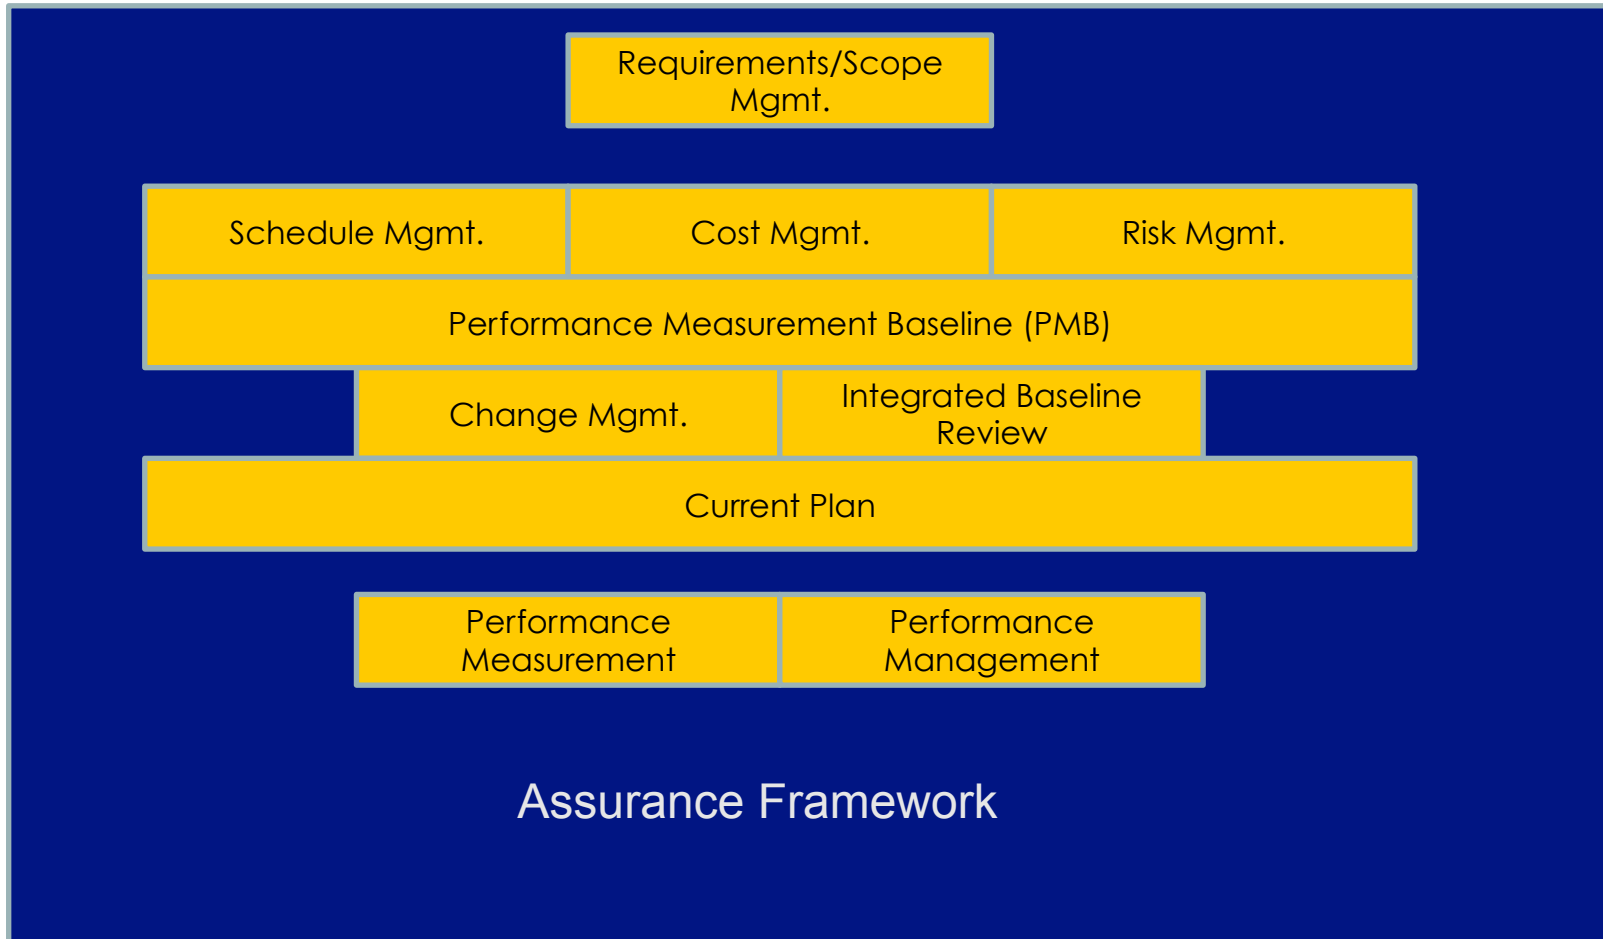 Requirements/Scope
Mgmt.
Schedule Mgmt.
Cost Mgmt.
Risk Mgmt.
Performance Measurement Baseline (PMB)
Change Mgmt.
Integrated Baseline
Review
Current Plan
Performance
Measurement
Performance
Management
Assurance Framework